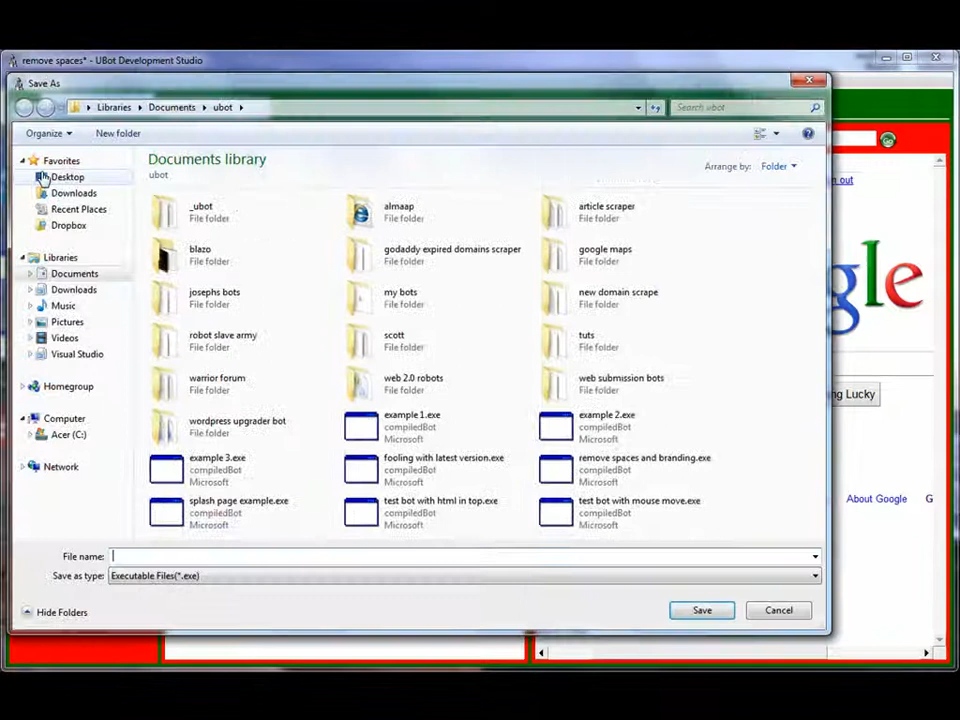 remove spaces* - UBot Development Studio
Save As
Libraries Documents ubot
Search ubot
Organize New folder
Favorites
Desktop
Downloads
Recent Places
Dropbox
Libraries
Documents
Downloads
Music
Pictures
Videos
Visual Studio
Homegroup
Computer
Acer (C:)
Network
Documents library
ubot
Arrange by: Folder
_ubot
File folder
almaap
File folder
article scraper
File folder
blazo
File folder
godaddy expired domains scraper
File folder
google maps
File folder
josephs bots
File folder
my bots
File folder
new domain scrape
File folder
robot slave army
File folder
scott
File folder
tuts
File folder
warrior forum
File folder
web 2.0 robots
File folder
web submission bots
File folder
wordpress upgrader bot
File folder
example 1.exe
compiledBot
Microsoft
example 2.exe
compiledBot
Microsoft
example 3.exe
compiledBot
Microsoft
fooling with latest version.exe
compiledBot
Microsoft
remove spaces and branding.exe
compiledBot
Microsoft
splash page example.exe
compiledBot
Microsoft
test bot with html in top.exe
compiledBot
Microsoft
test bot with mouse move.exe
compiledBot
Microsoft
File name:
Save as type: Executable Files(*.exe)
Hide Folders
Save Cancel
out
gle
ng Lucky
About Google G